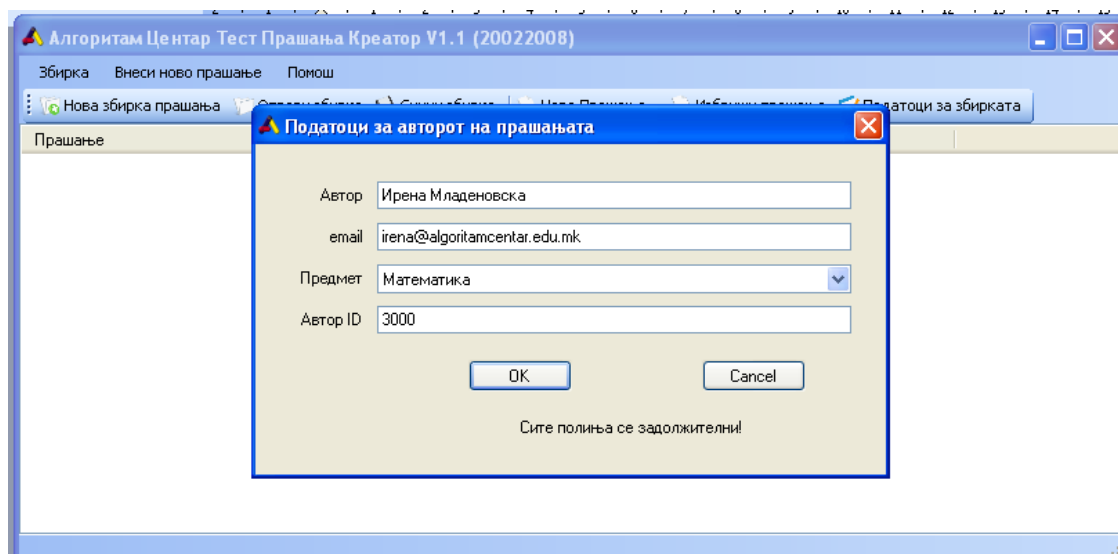 Алгоритам Центар Тест Прашања Креатор V1.1 (20022008)
Збирка Внеси ново прашање Помош
Нова збирка прашања Податоци за збирката
Податоци за авторот на прашањата
Прашање
Автор Ирена Младеновска
email irena@algoritamcentar.edu.mk
Предмет Математика
Автор ID 3000
OK Cancel
Сите полиња се задолжителни!